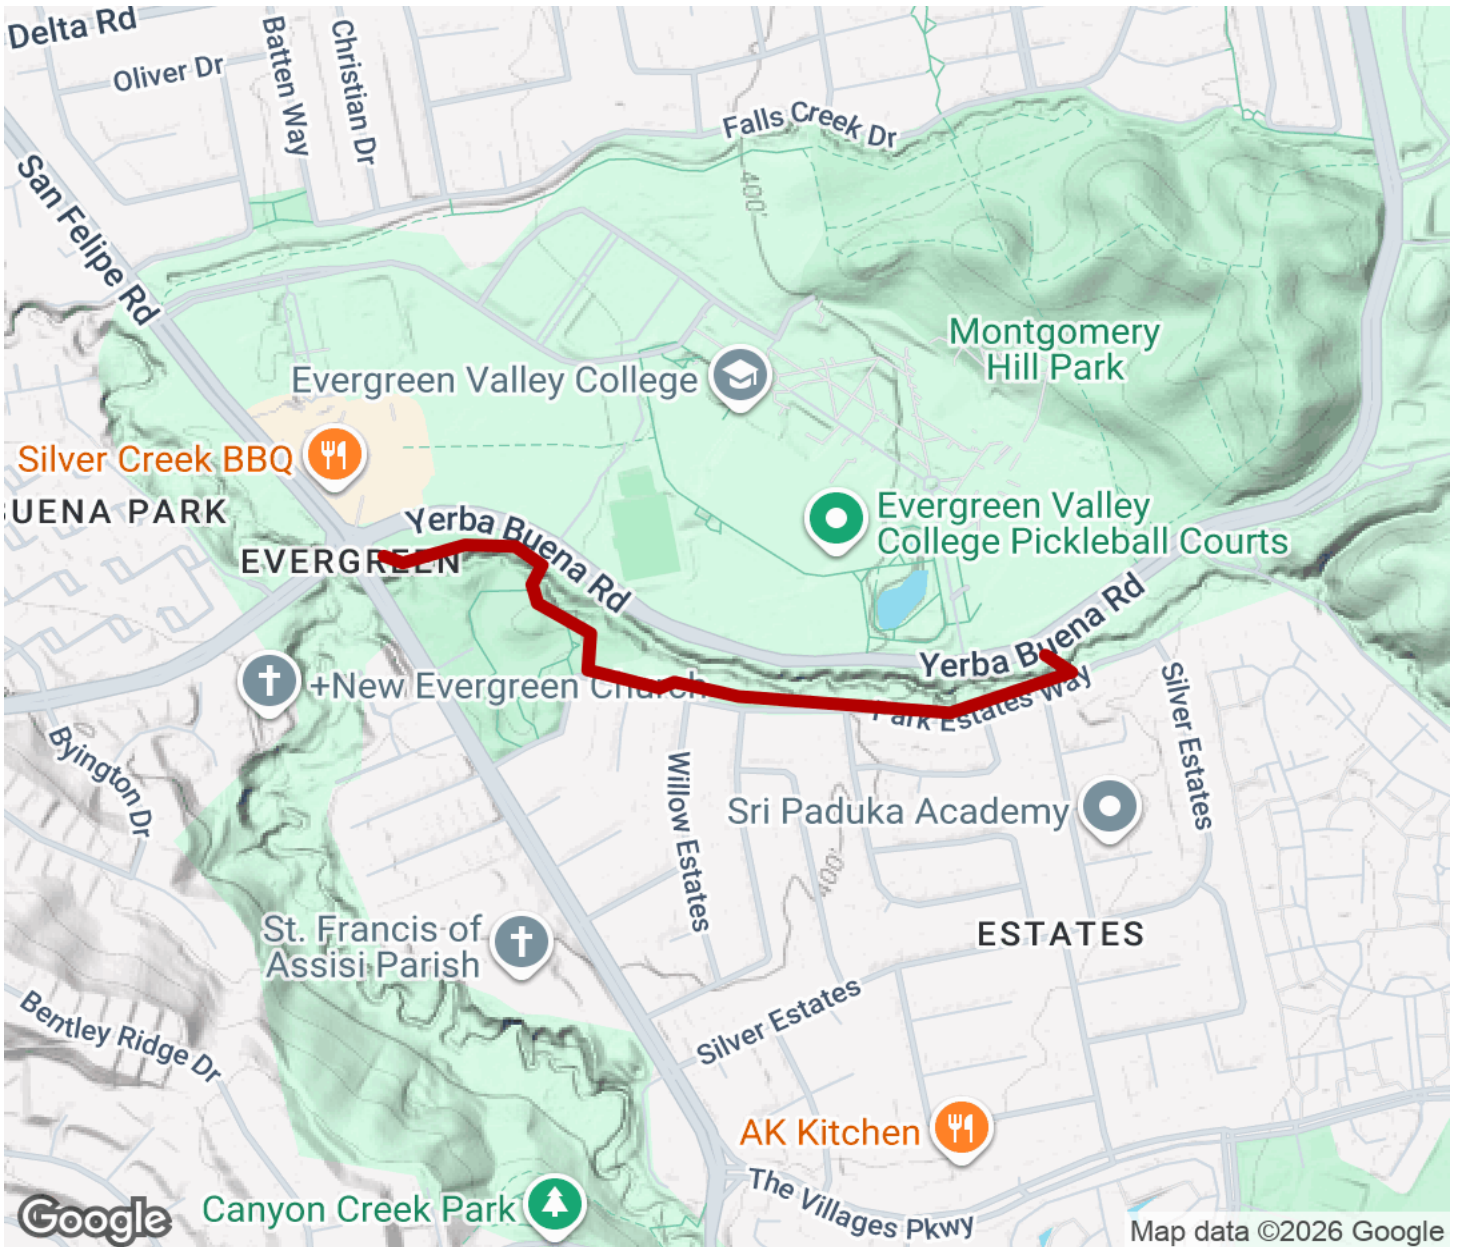 Delta Rd
Oliver Dr
Batten Way
Christian Dr
Falls Creek Dr
San Felipe Rd
400'
Montgomery
Hill Park
Evergreen Valley College
Silver Creek BBQ
UENA PARK
Evergreen Valley
College Pickleball Courts
Yerba Buena Rd
EVERGREEN
Yerba Buena Rd
+New Evergreen Church
Park Estates Way
Silver Estates
Byington Dr
Willow Estates
Sri Paduka Academy
400'
St. Francis of
Assisi Parish
ESTATES
Silver Estates
Bentley Ridge Dr
AK Kitchen
The Villages Pkwy
Canyon Creek Park
Google
Map data ©2026 Google